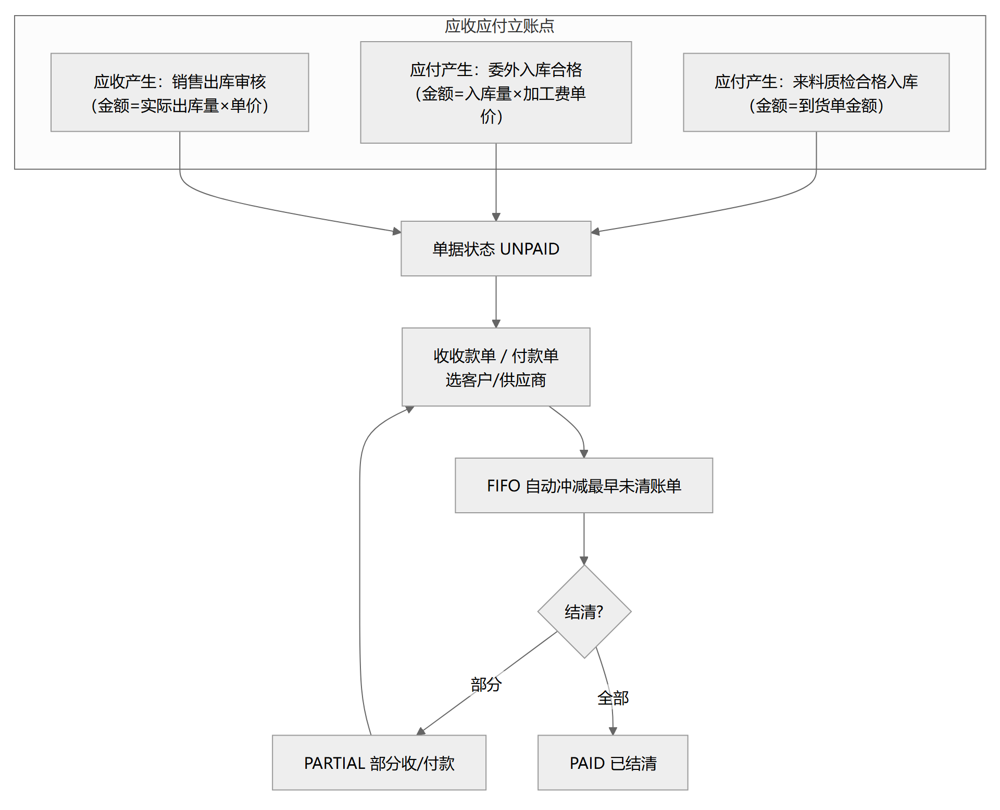 应收应付立账点
应收产生：销售出库审核
（金额=实际出库量×单价）
应付产生：委外入库合格
（金额=入库量×加工费单
价）
应付产生：来料质检合格入库
（金额=到货单金额）
单据状态 UNPAID
收收款单 / 付款单
选客户/供应商
FIFO 自动冲减最早未清账单
结清?
部分
全部
PARTIAL 部分收/付款
PAID 已结清